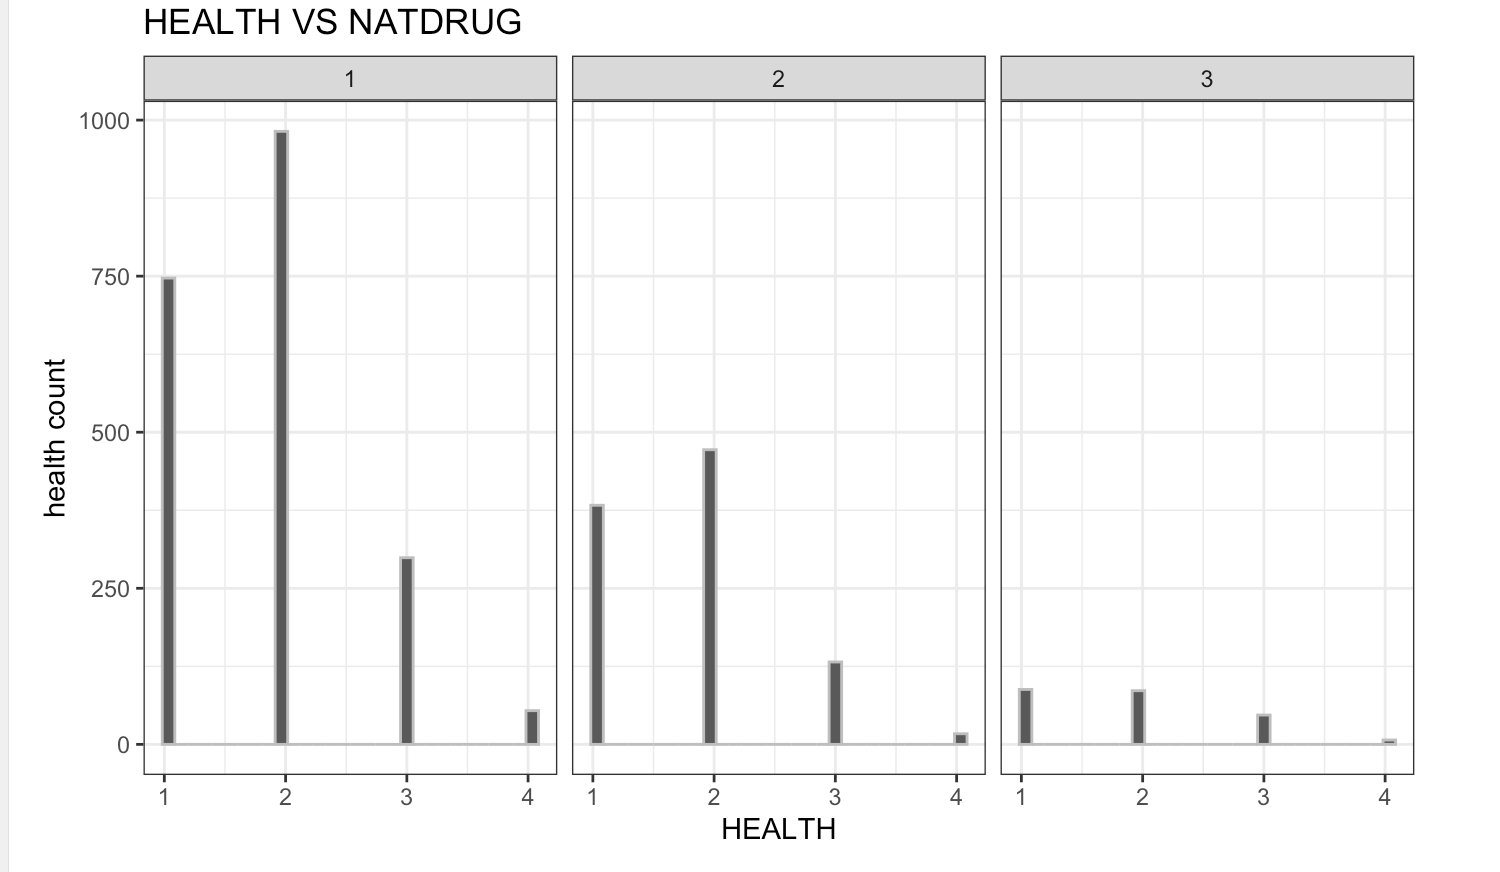 HEALTH VS NATDRUG
1 2 3
1000
750
500
250
0
health count
1 2 3 4 1 2 3 4 1 2 3 4
HEALTH